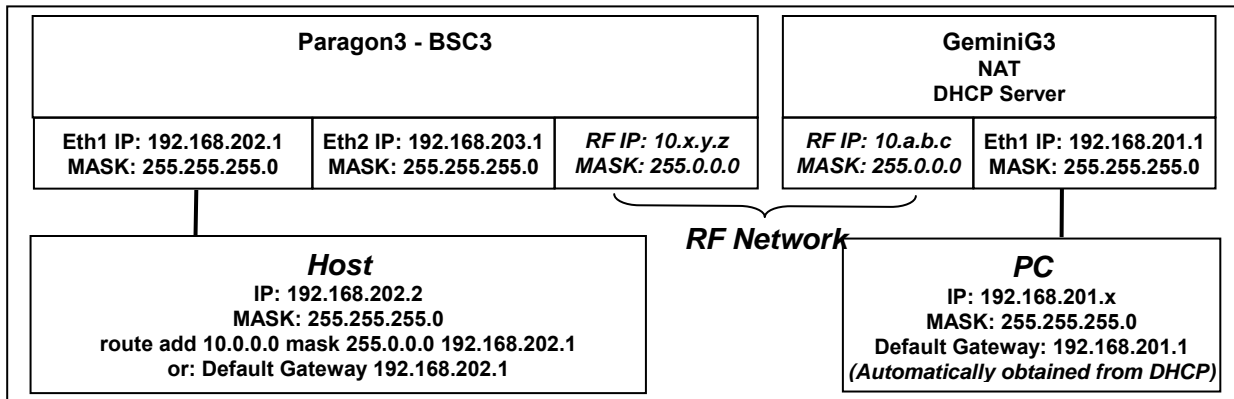 Paragon3 - BSC3
Eth1 IP: 192.168.202.1
MASK: 255.255.255.0
Eth2 IP: 192.168.203.1
MASK: 255.255.255.0
RF IP: 10.x.y.z
MASK: 255.0.0.0
GeminiG3
NAT
DHCP Server
RF IP: 10.a.b.c
MASK: 255.0.0.0
Eth1 IP: 192.168.201.1
MASK: 255.255.255.0
RF Network
Host
IP: 192.168.202.2
MASK: 255.255.255.0
route add 10.0.0.0 mask 255.0.0.0 192.168.202.1
or: Default Gateway 192.168.202.1
PC
IP: 192.168.201.x
MASK: 255.255.255.0
Default Gateway: 192.168.201.1
(Automatically obtained from DHCP)